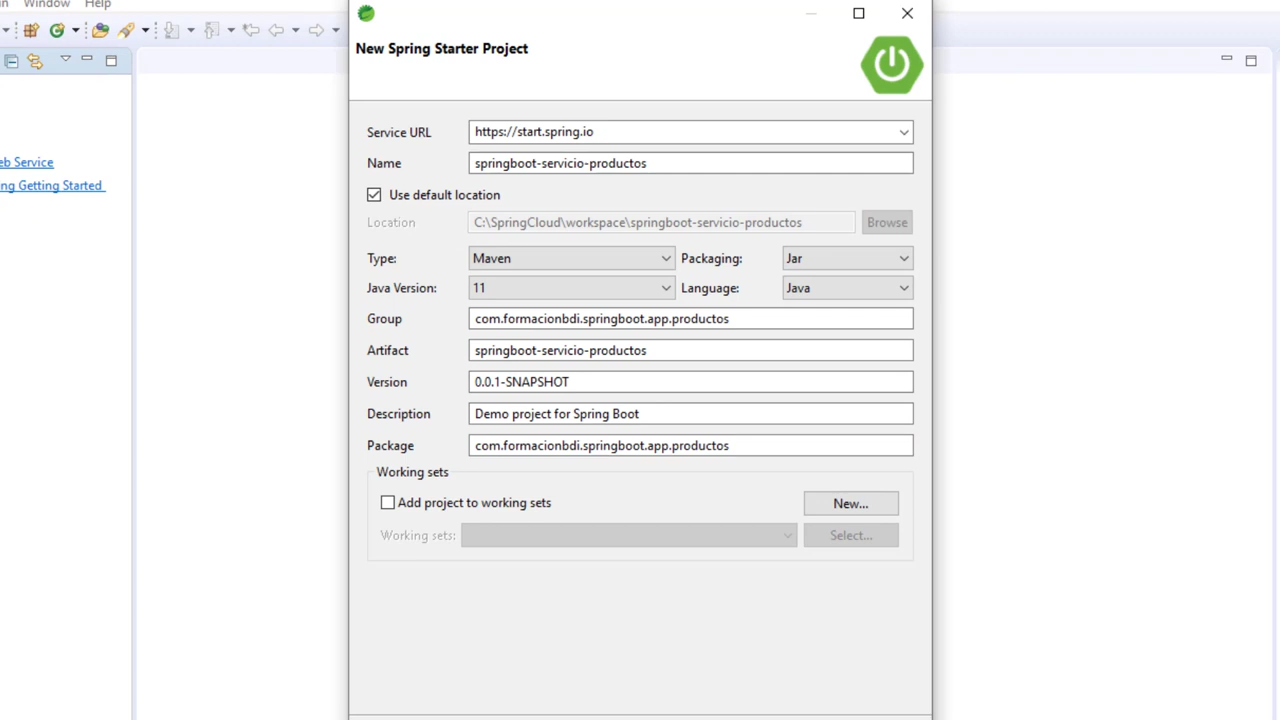 Window Help
New Spring Starter Project
Service URL https://start.spring.io
Name springboot-servicio-productos
Use default location
Location C:\SpringCloud\workspace\springboot-servicio-productos Browse
Type: Maven Packaging: Jar
Java Version: 11 Language: Java
Group com.formacionbdi.springboot.app.productos
Artifact springboot-servicio-productos
Version 0.0.1-SNAPSHOT
Description Demo project for Spring Boot
Package com.formacionbdi.springboot.app.productos
Working sets
Add project to working sets New...
Working sets: Select...
eb Service
ng Getting Started